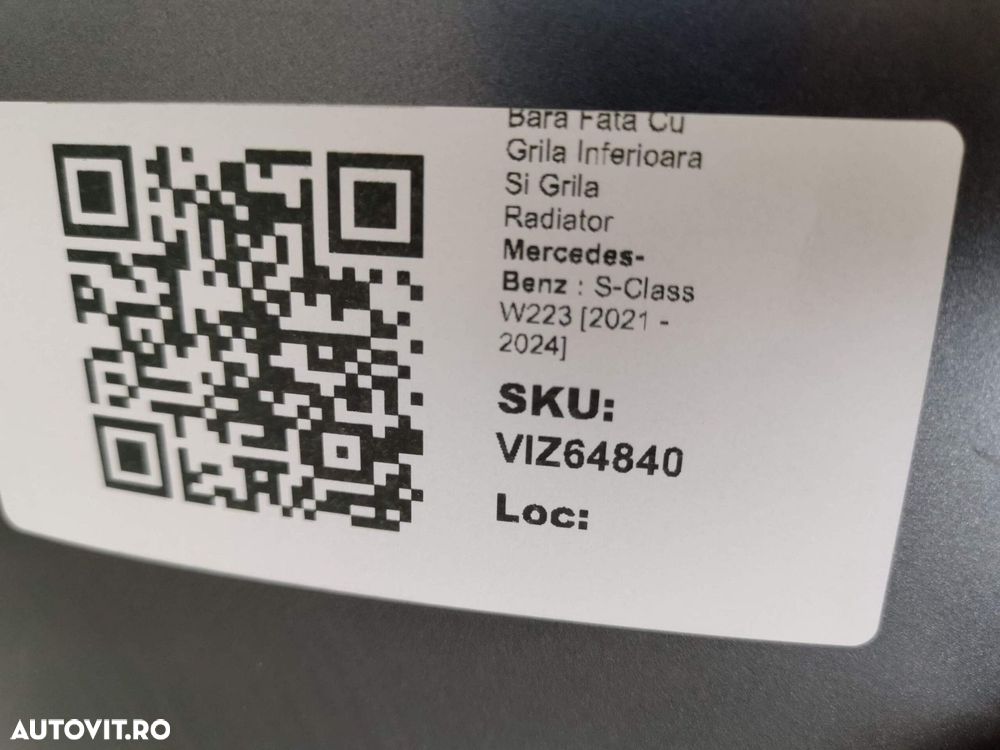 Bara Fata Cu
Grila Inferioara
Si Grila
Radiator
Mercedes-
Benz : S-Class
W223 [2021 -
2024]
SKU:
VIZ64840
Loc:
AUTOVIT.RO